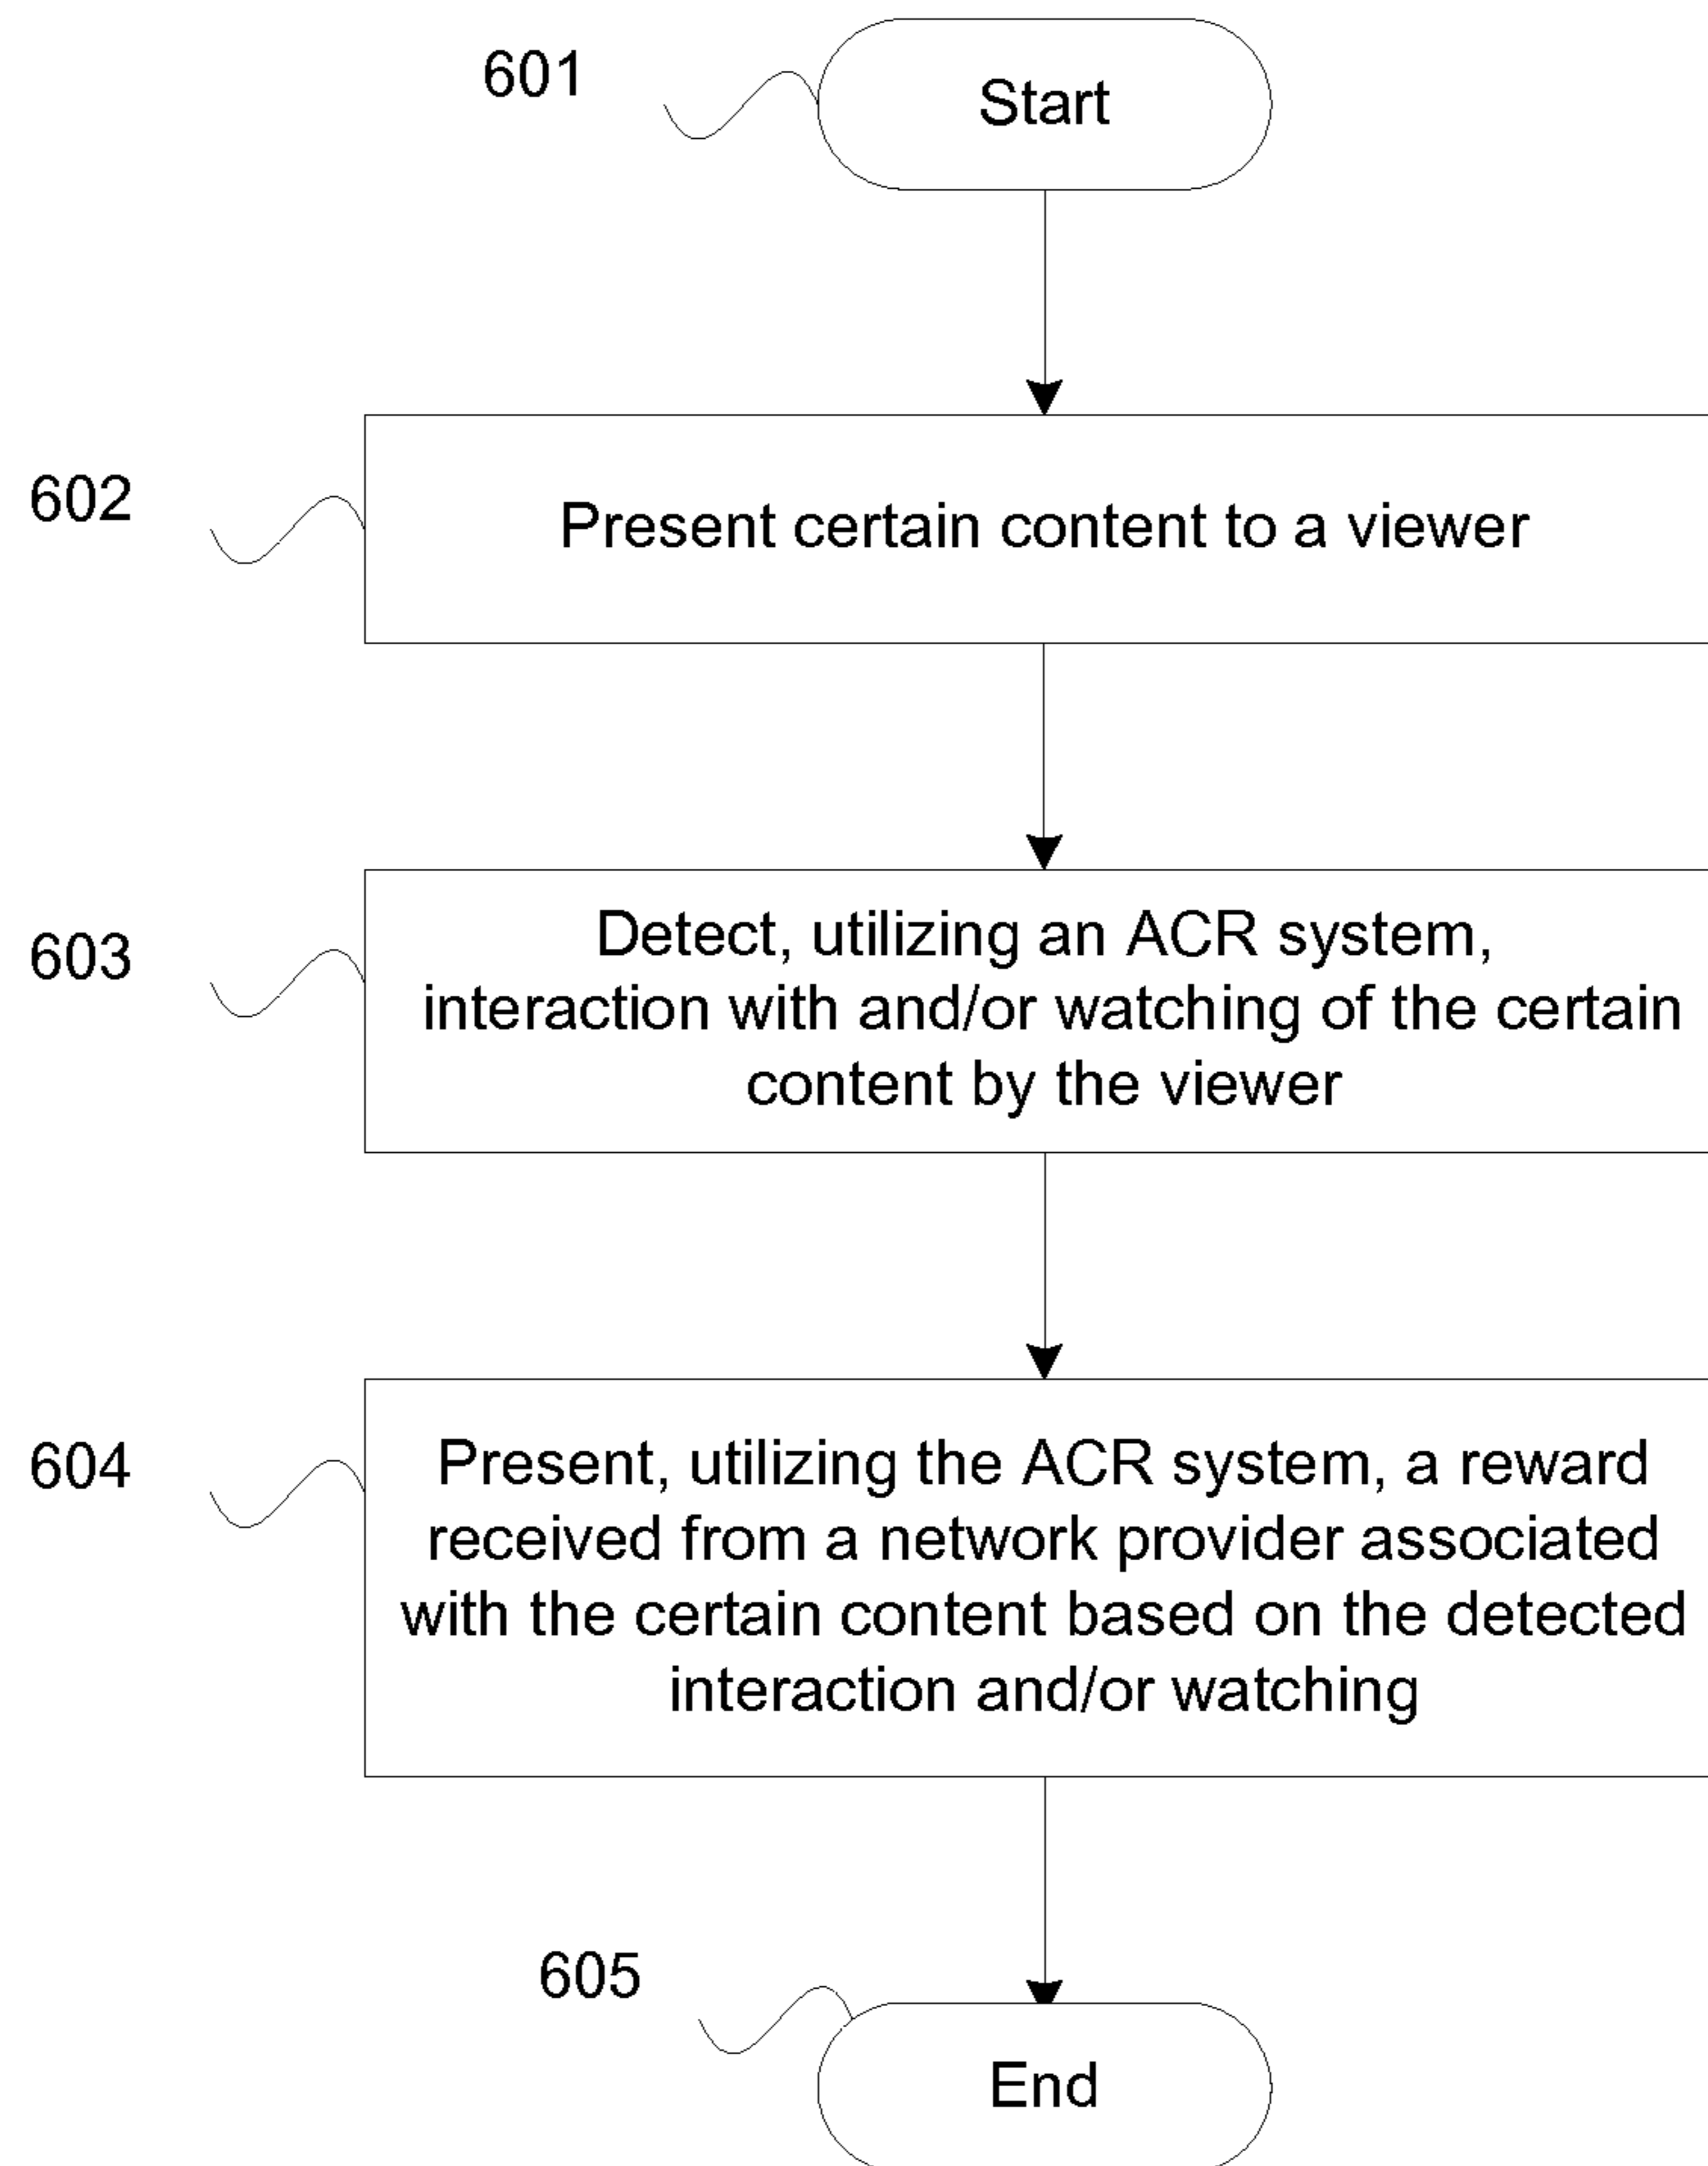 601
Start
602
Present certain content to a viewer
603
Detect, utilizing an ACR system,
interaction with and/or watching of the certain
content by the viewer
604
Present, utilizing the ACR system, a reward
received from a network provider associated
with the certain content based on the detected
interaction and/or watching
605
End